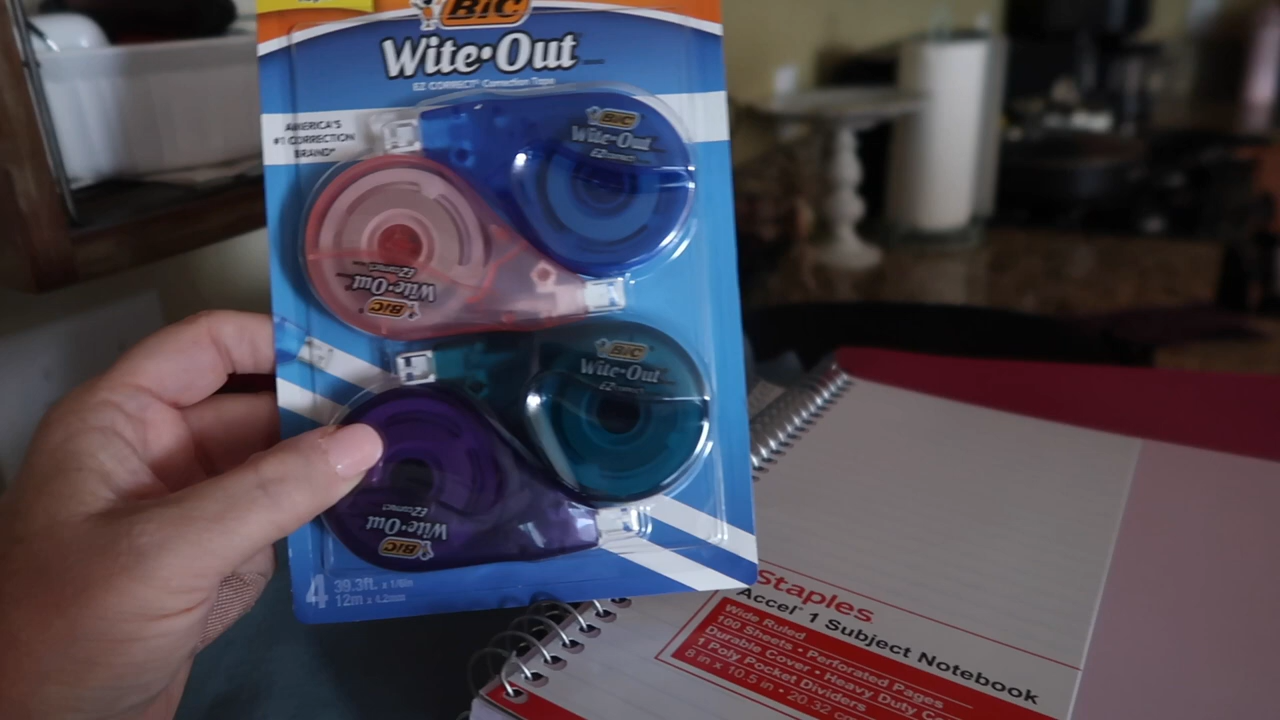 BIC
Wite·Out
EZ CORRECT® Correction Tape
AMERICA'S
#1 CORRECTION
BRAND*
BIC
Wite·Out
EZcorrect
EZcorrect
Wite·Out
BIC
BIC
Wite·Out
EZcorrect
EZcorrect
Wite·Out
BIC
4 39.3ft. x 1/6in
12m x 4.2mm
Staples
Accel® 1 Subject Notebook
Wide Ruled
100 Sheets • Perforated Pages
Durable Cover • Heavy Duty
1 Poly Pocket Dividers
8 in x 10.5 in • 20.32 cm